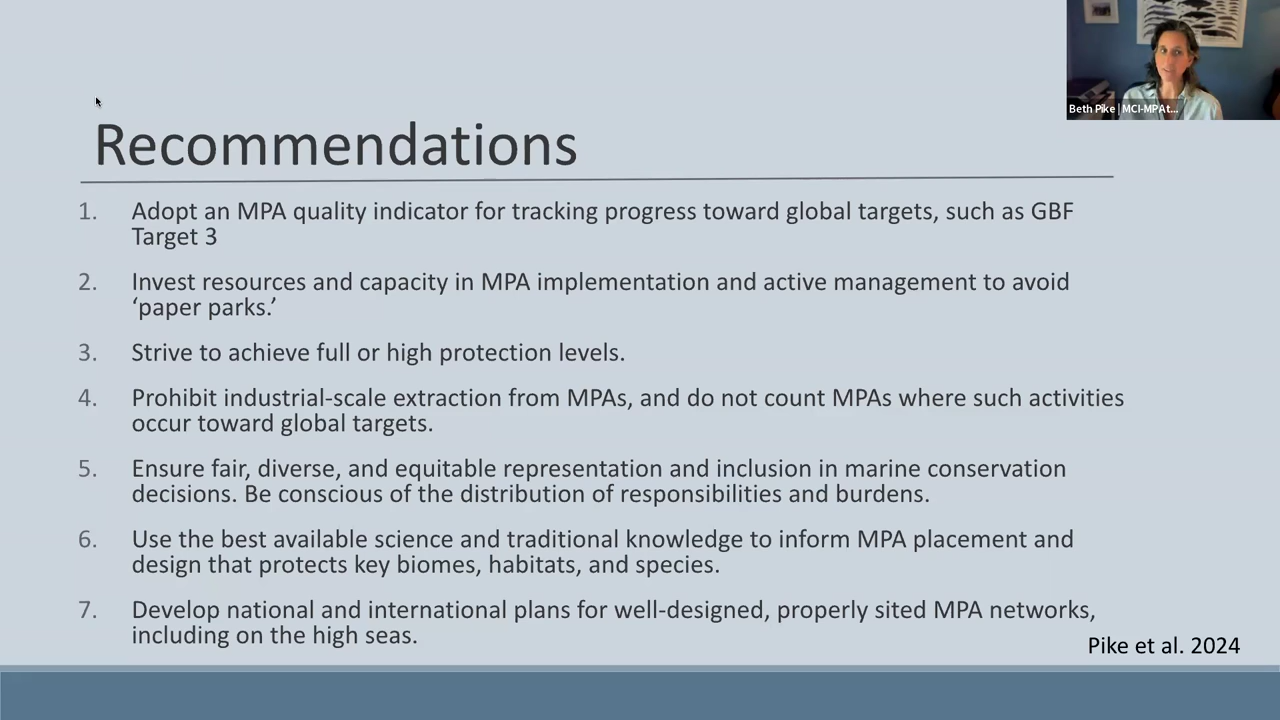 Beth Pike | MCI-MPAt...
Recommendations
1. Adopt an MPA quality indicator for tracking progress toward global targets, such as GBF
Target 3
2. Invest resources and capacity in MPA implementation and active management to avoid
‘paper parks.’
3. Strive to achieve full or high protection levels.
4. Prohibit industrial-scale extraction from MPAs, and do not count MPAs where such activities
occur toward global targets.
5. Ensure fair, diverse, and equitable representation and inclusion in marine conservation
decisions. Be conscious of the distribution of responsibilities and burdens.
6. Use the best available science and traditional knowledge to inform MPA placement and
design that protects key biomes, habitats, and species.
7. Develop national and international plans for well-designed, properly sited MPA networks,
including on the high seas.
Pike et al. 2024